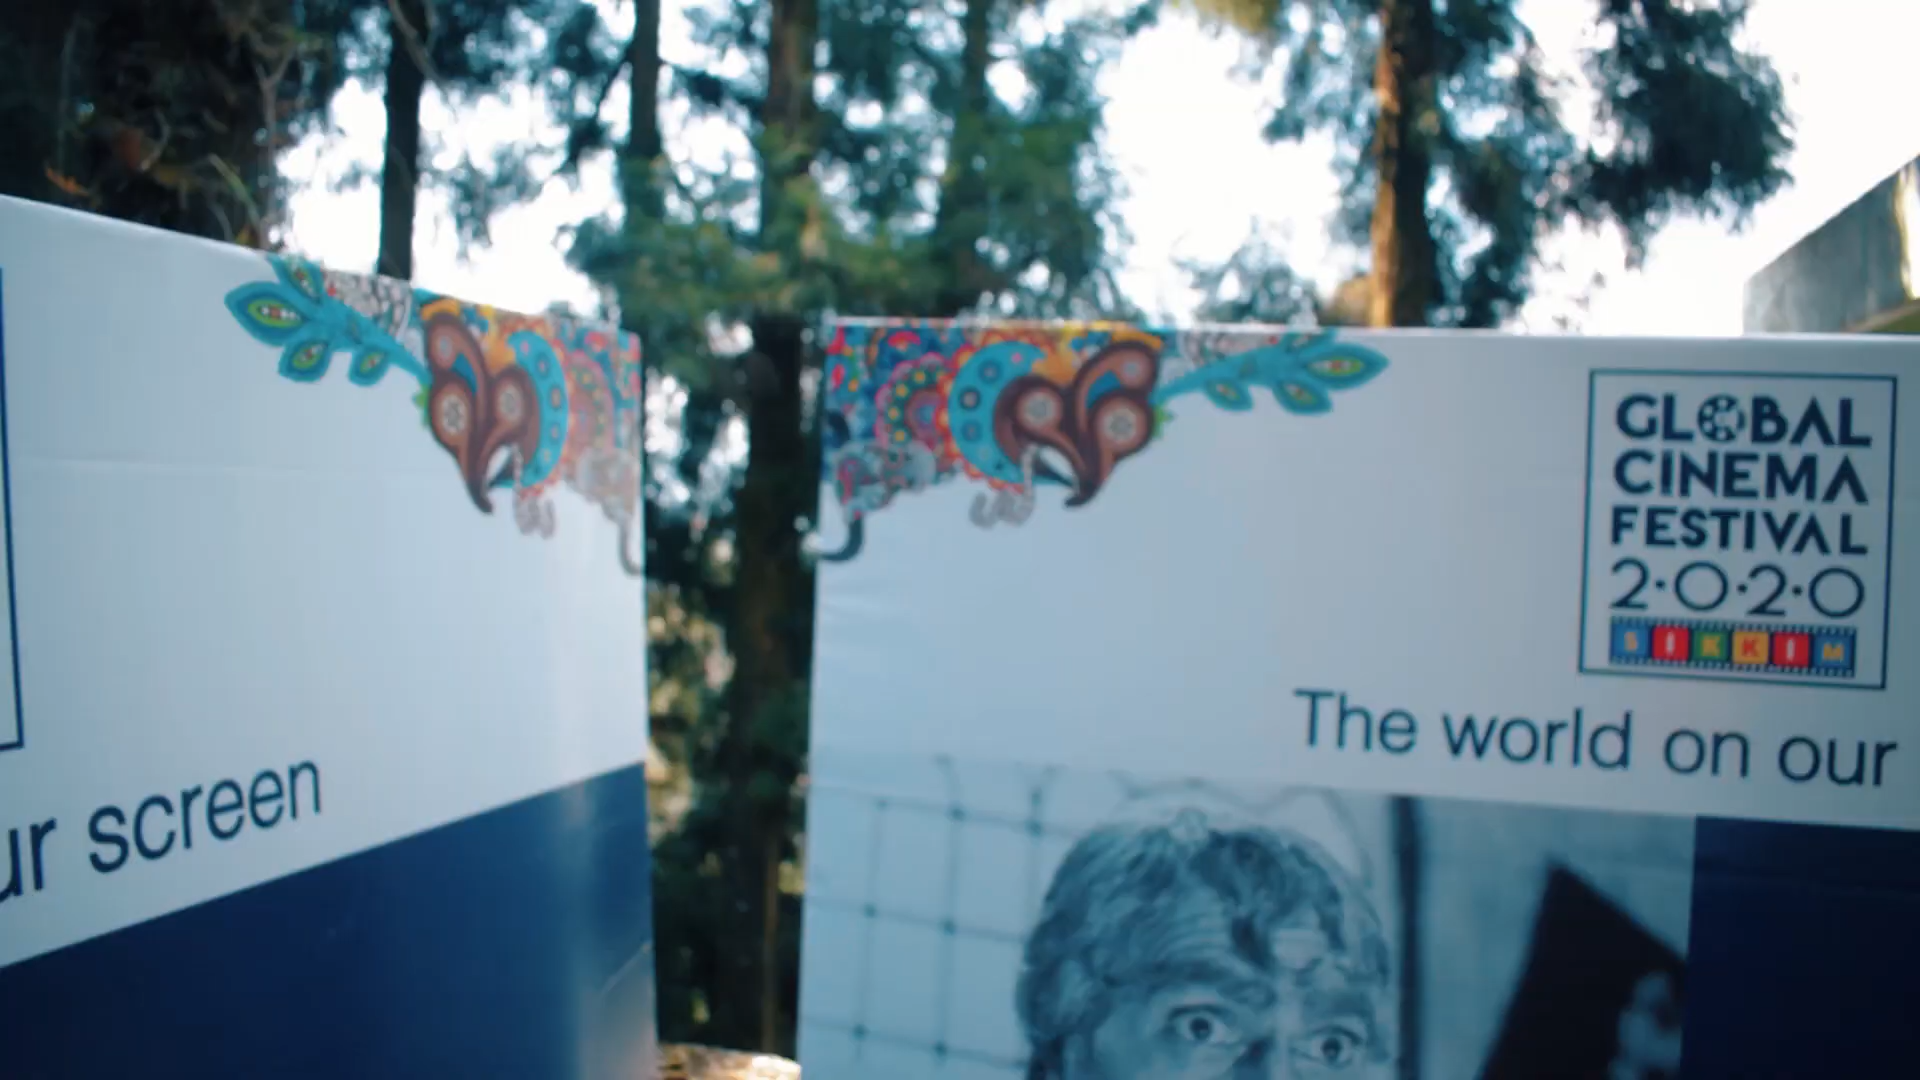 ur screen
GLOBAL
CINEMA
FESTIVAL
2·0·2·0
SIKKIM
The world on our